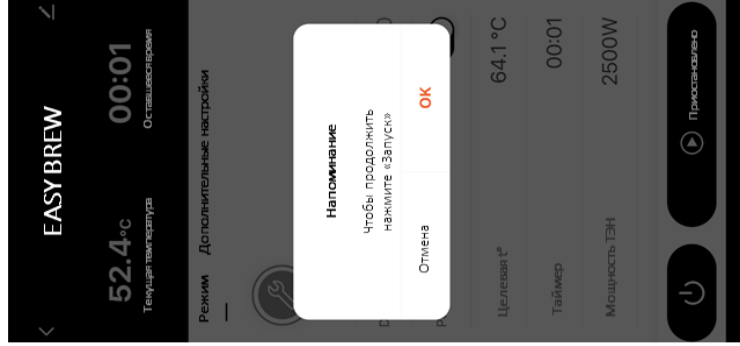 EASY BREW
52.4°C
00:01
Текущая температура
Оставшееся время
Режим
Дополнительные настройки
Напоминание
Чтобы продолжить
нажмите «Запуск»
Отмена
OK
Целевая t°
64.1 °C
Таймер
00:01
Мощность ТЭН
2500W
Приостановлено